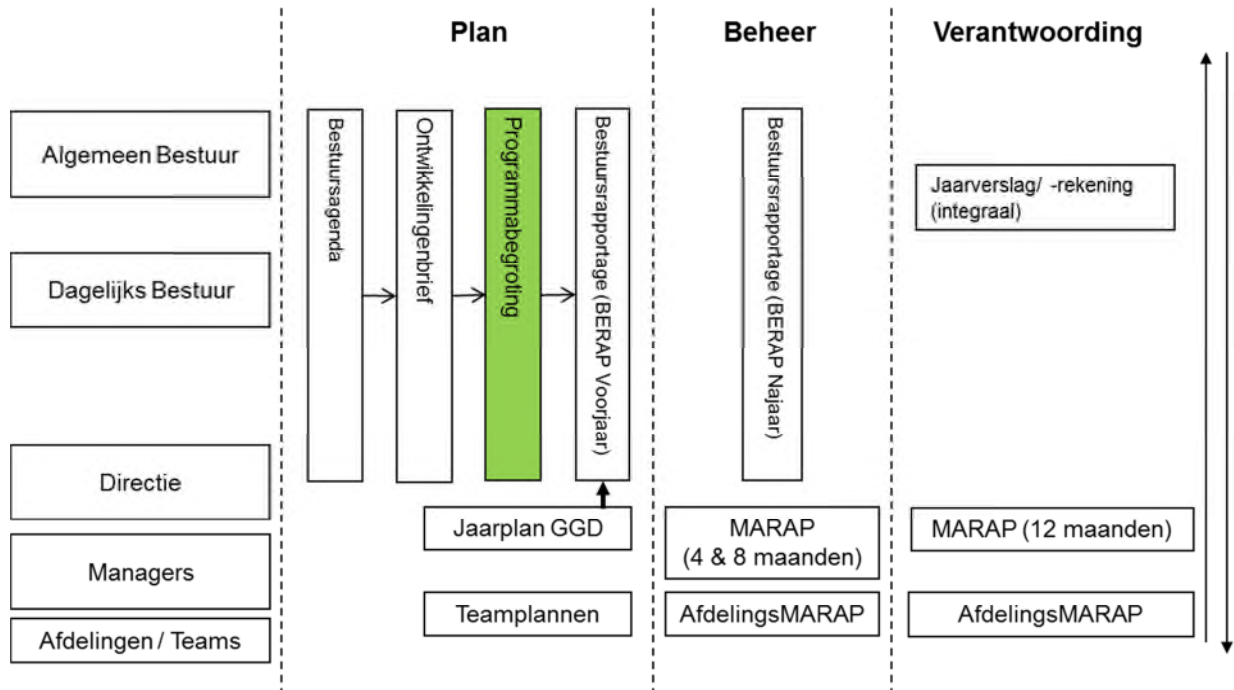 Plan
Beheer
Verantwoording
Algemeen Bestuur
Dagelijks Bestuur
Directie
Managers
Afdelingen / Teams
Bestuursagenda
Ontwikkelingenbrief
Programmabegroting
Bestuursrapportage (BERAP Voorjaar)
Jaarplan GGD
Teamplannen
Bestuursrapportage (BERAP Najaar)
MARAP
(4 & 8 maanden)
AfdelingsMARAP
Jaarverslag/ -rekening
(integraal)
MARAP (12 maanden)
AfdelingsMARAP